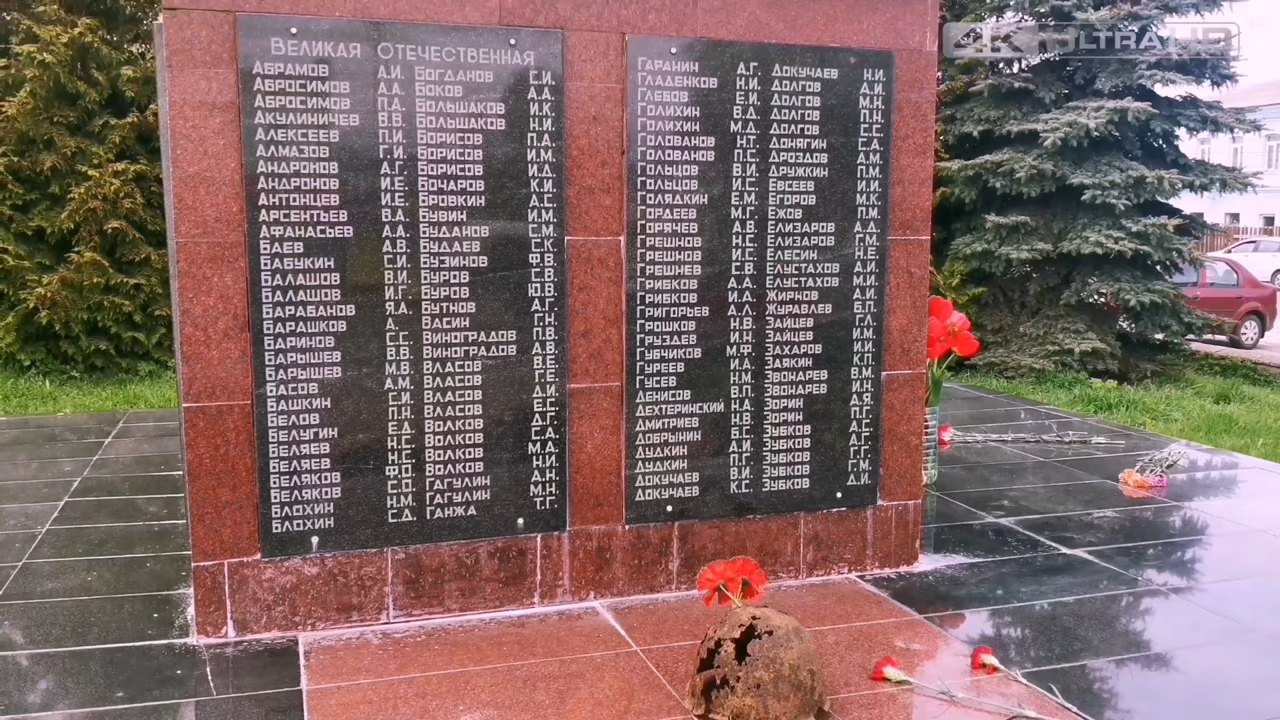 4K ULTRA HD
ВЕЛИКАЯ ОТЕЧЕСТВЕННАЯ
АБРАМОВ А.И. БОГДАНОВ С.И.
АБРОСИМОВ А.А. БОКОВ А.А.
АБРОСИМОВ П.А. БОЛЬШАКОВ И.К.
АКУЛИНИЧЕВ В.В. БОЛЬШАКОВ Н.И.
АЛЕКСЕЕВ П.И. БОРИСОВ П.А.
АЛМАЗОВ Г.И. БОРИСОВ И.М.
АНДРОНОВ А.Г. БОРИСОВ И.Д.
АНДРОНОВ И.Е. БОЧАРОВ К.И.
АНТОНЦЕВ И.Е. БРОВКИН А.С.
АРСЕНТЬЕВ В.А. БУВИН И.М.
АФАНАСЬЕВ А.А. БУДАНОВ С.М.
БАЕВ А.В. БУДАЕВ С.К.
БАБУКИН С.И. БУЗИНОВ Ф.В.
БАЛАШОВ В.И. БУРОВ С.В.
БАЛАШОВ И.Г. БУРОВ Ю.В.
БАРАБАНОВ Я.А. БУТНОВ А.Г.
БАРАШКОВ А. ВАСИН Г.Н.
БАРИНОВ С.С. ВИНОГРАДОВ П.В.
БАРЫШЕВ В.В. ВИНОГРАДОВ А.В.
БАРЫШЕВ М.В. ВЛАСОВ В.Е.
БАСОВ А.М. ВЛАСОВ Г.Е.
БАШКИН С.И. ВЛАСОВ Д.И.
БЕЛОВ П.Н. ВЛАСОВ Е.С.
БЕЛУГИН Е.Д. ВОЛКОВ Д.Г.
БЕЛЯЕВ Н.С. ВОЛКОВ С.А.
БЕЛЯЕВ Н.С. ВОЛКОВ М.А.
БЕЛЯКОВ Ф.О. ВОЛКОВ Н.И.
БЕЛЯКОВ С.О. ГАГУЛИН А.Н.
БЛОХИН Н.М. ГАГУЛИН М.Н.
БЛОХИН С.Д. ГАНЖА Т.Г.
ГАРАНИН А.Г. ДОКУЧАЕВ Н.И.
ГЛАДЕНКОВ Н.И. ДОЛГОВ А.И.
ГЛЕБОВ Е.И. ДОЛГОВ М.Н.
ГОЛИХИН В.Д. ДОЛГОВ П.Н.
ГОЛИХИН М.Д. ДОЛГОВ С.С.
ГОЛОВАНОВ Н.Т. ДОНЯГИН С.А.
ГОЛОВАНОВ П.С. ДРОЗДОВ А.М.
ГОЛЬЦОВ В.И. ДРУЖКИН П.М.
ГОЛЬЦОВ И.С. ЕВСЕЕВ И.И.
ГОЛЯДКИН Е.М. ЕГОРОВ М.К.
ГОРДЕЕВ М.Г. ЕЖОВ П.М.
ГОРЯЧЕВ А.В. ЕЛИЗАРОВ А.Д.
ГРЕШНОВ Н.С. ЕЛИЗАРОВ Г.М.
ГРЕШНОВ И.С. ЕЛЕСИН Н.Е.
ГРЕШНЕВ С.В. ЕЛУСТАХОВ А.И.
ГРИБКОВ А.А. ЕЛУСТАХОВ М.И.
ГРИБКОВ И.Д. ЖИРНОВ А.И.
ГРИГОРЬЕВ А.Л. ЖУРАВЛЕВ Б.П.
ГРОШКОВ Н.В. ЗАЙЦЕВ Г.Л.
ГРУЗДЕВ А.Л. ЗАЙЦЕВ И.М.
ГУБЧИКОВ М.Ф. ЗАХАРОВ И.И.
ГУРЕЕВ И.А. ЗАЯКИН К.П.
ГУСЕВ Н.М. ЗВОНАРЕВ В.М.
ДЕНИСОВ В.П. ЗВОНАРЕВ И.Н.
ДЕХТЕРИНСКИЙ Н.А. ЗОРИН А.Я.
ДМИТРИЕВ Н.С. ЗОРИН П.Г.
ДОБРЫНИН Б.С. ЗУБКОВ А.С.
ДУДКИН А.И. ЗУБКОВ А.Г.
ДУДКИН П.Г. ЗУБКОВ Г.Г.
ДОКУЧАЕВ В.И. ЗУБКОВ Г.М.
ДОКУЧАЕВ К.С. ЗУБКОВ Д.И.